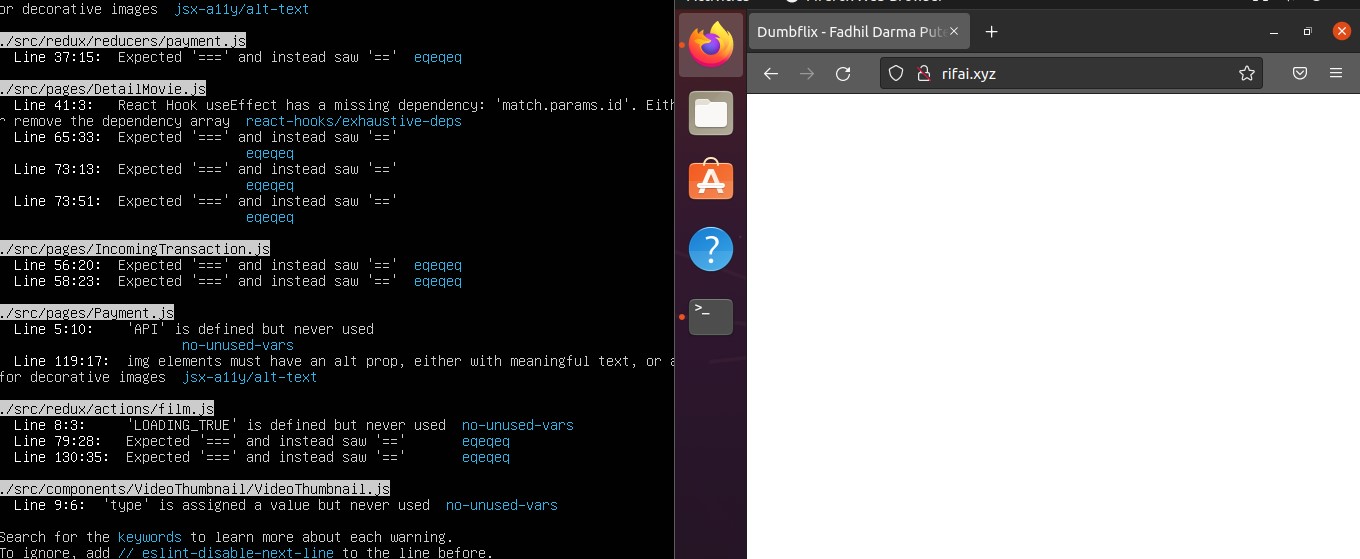 or decorative images  jsx-a11y/alt-text
./src/redux/reducers/payment.js
Line 37:15:  Expected '===' and instead saw '=='  eqeqeq
./src/pages/DetailMovie.js
Line 41:3:   React Hook useEffect has a missing dependency: 'match.params.id'. Eith
r remove the dependency array  react-hooks/exhaustive-deps
Line 65:33:  Expected '===' and instead saw '=='
eqeqeq
Line 73:13:  Expected '===' and instead saw '=='
eqeqeq
Line 73:51:  Expected '===' and instead saw '=='
eqeqeq
./src/pages/IncomingTransaction.js
Line 56:20:  Expected '===' and instead saw '=='  eqeqeq
Line 58:23:  Expected '===' and instead saw '=='  eqeqeq
./src/pages/Payment.js
Line 5:10:    'API' is defined but never used
no-unused-vars
Line 119:17:  img elements must have an alt prop, either with meaningful text, or a
for decorative images  jsx-a11y/alt-text
./src/redux/actions/film.js
Line 8:3:     'LOADING_TRUE' is defined but never used  no-unused-vars
Line 79:28:   Expected '===' and instead saw '=='       eqeqeq
Line 130:35:  Expected '===' and instead saw '=='       eqeqeq
./src/components/VideoThumbnail/VideoThumbnail.js
Line 9:6:  'type' is assigned a value but never used  no-unused-vars
Search for the keywords to learn more about each warning.
To ignore, add // eslint-disable-next-line to the line before.
Dumbflix - Fadhil Darma Pute
rifai.xyz